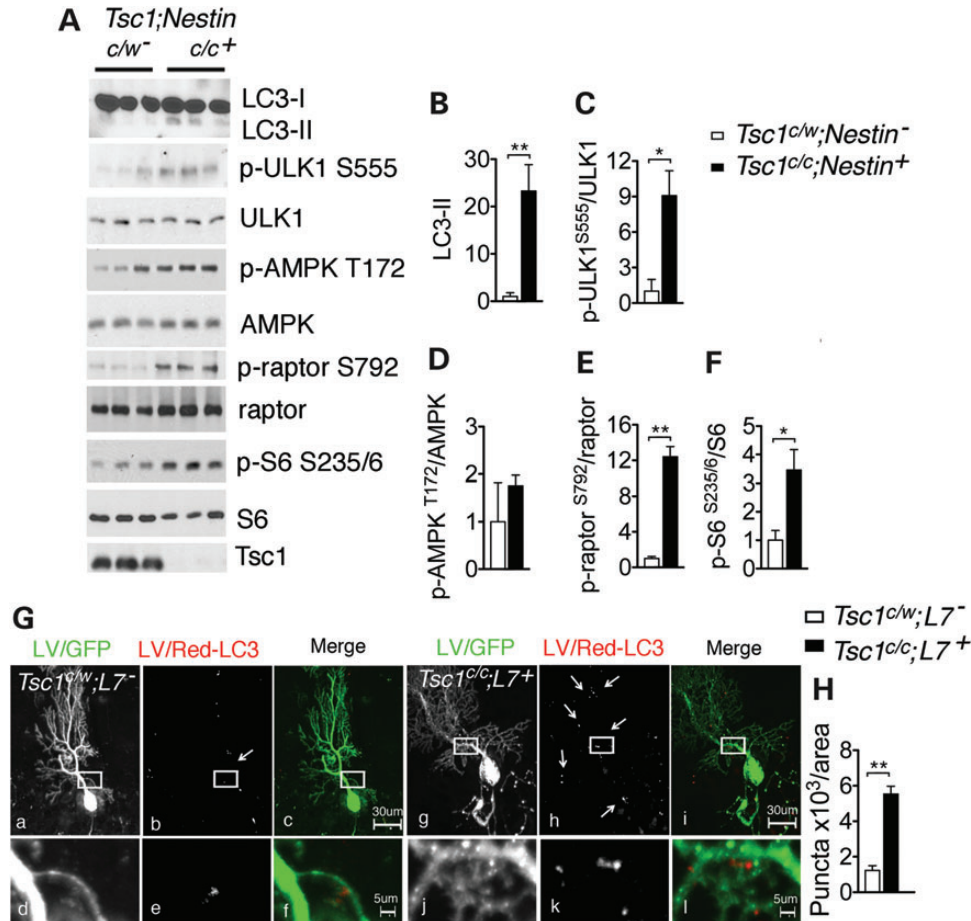 A
Tsc1;Nestin
c/w- c/c+
LC3-I
LC3-II
p-ULK1 S555
ULK1
p-AMPK T172
AMPK
p-raptor S792
raptor
p-S6 S235/6
S6
Tsc1
B
LC3-II
30
20
10
0
**
C
p-ULK1S555/ULK1
12
9
6
3
0
*
Tsc1c/w;Nestin-
Tsc1c/c;Nestin+
D
p-AMPK T172/AMPK
3
2
1
0
E
p-raptor S792/raptor
16
12
8
4
0
**
F
p-S6 S235/6/S6
5
4
3
2
1
0
*
G
LV/GFP LV/Red-LC3 Merge LV/GFP LV/Red-LC3 Merge
Tsc1c/w;L7- Tsc1c/c;L7+
a b c 30um g h i 30um
d e f 5um j k l 5um
Tsc1c/w;L7-
Tsc1c/c;L7+
H
Puncta x10³/area
8
6
4
2
0
**